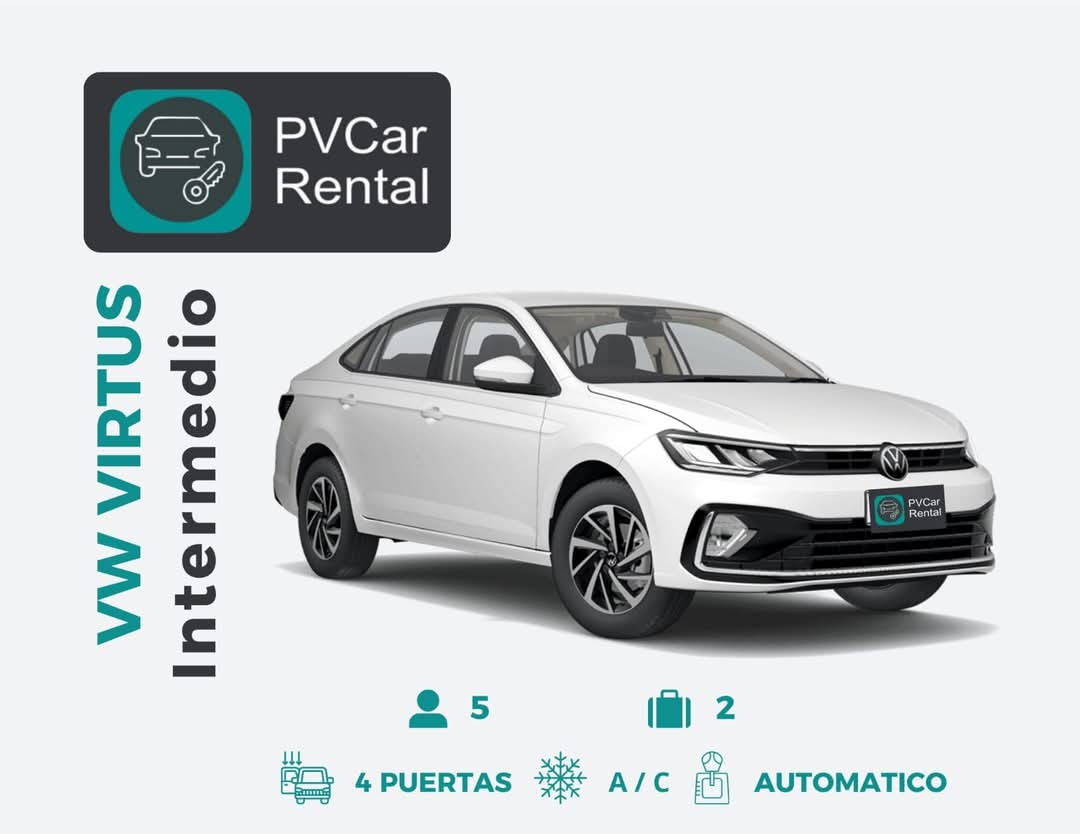 PVCar
Rental
VW VIRTUS
Intermedio
PVCar
Rental
5
2
4 PUERTAS
A / C
AUTOMATICO